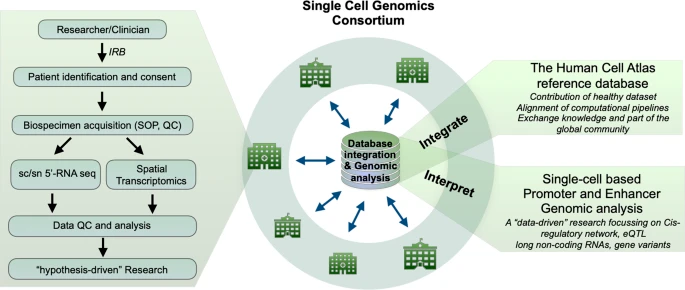 Single Cell Genomics
Consortium
Researcher/Clinician
IRB
Patient identification and consent
Biospecimen acquisition (SOP, QC)
sc/sn 5'-RNA seq
Spatial
Transcriptomics
Data QC and analysis
"hypothesis-driven" Research
Database
integration
& Genomic
analysis
Integrate
Interpret
The Human Cell Atlas
reference database
Contribution of healthy dataset
Alignment of computational pipelines
Exchange knowledge and part of the
global community
Single-cell based
Promoter and Enhancer
Genomic analysis
A "data-driven" research focussing on Cis-
regulatory network, eQTL
long non-coding RNAs, gene variants